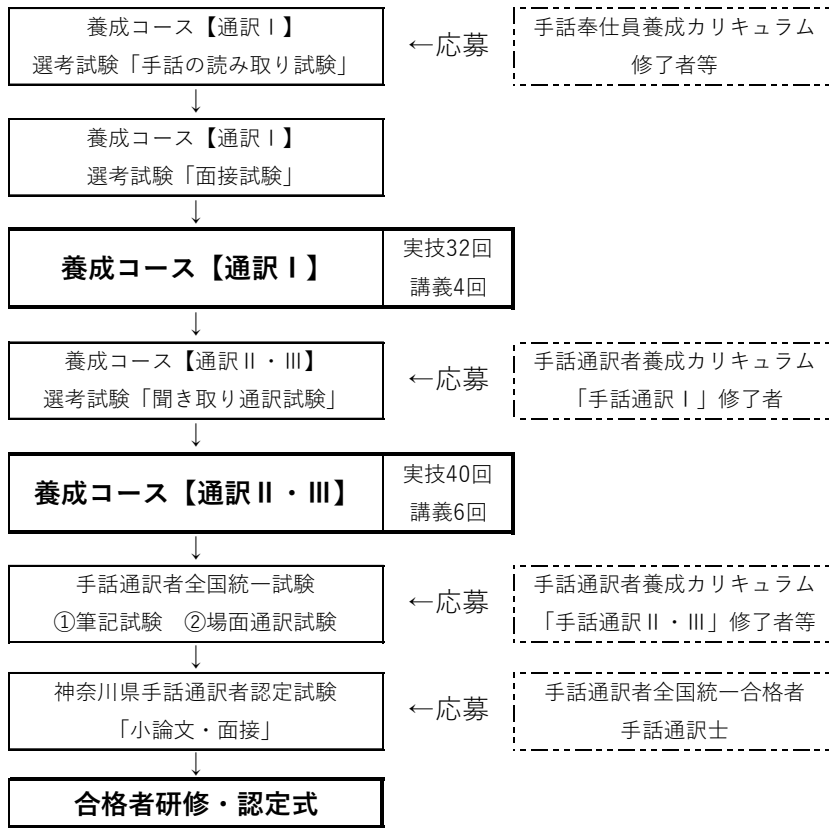 養成コース【通訳Ⅰ】
選考試験「手話の読み取り試験」
←応募
手話奉仕員養成カリキュラム
修了者等
↓
養成コース【通訳Ⅰ】
選考試験「面接試験」
↓
養成コース【通訳Ⅰ】
実技32回
講義4回
↓
養成コース【通訳Ⅱ・Ⅲ】
選考試験「聞き取り通訳試験」
←応募
手話通訳者養成カリキュラム
「手話通訳Ⅰ」修了者
↓
養成コース【通訳Ⅱ・Ⅲ】
実技40回
講義6回
↓
手話通訳者全国統一試験
①筆記試験　②場面通訳試験
←応募
手話通訳者養成カリキュラム
「手話通訳Ⅱ・Ⅲ」修了者等
↓
神奈川県手話通訳者認定試験
「小論文・面接」
←応募
手話通訳者全国統一合格者
手話通訳士
↓
合格者研修・認定式